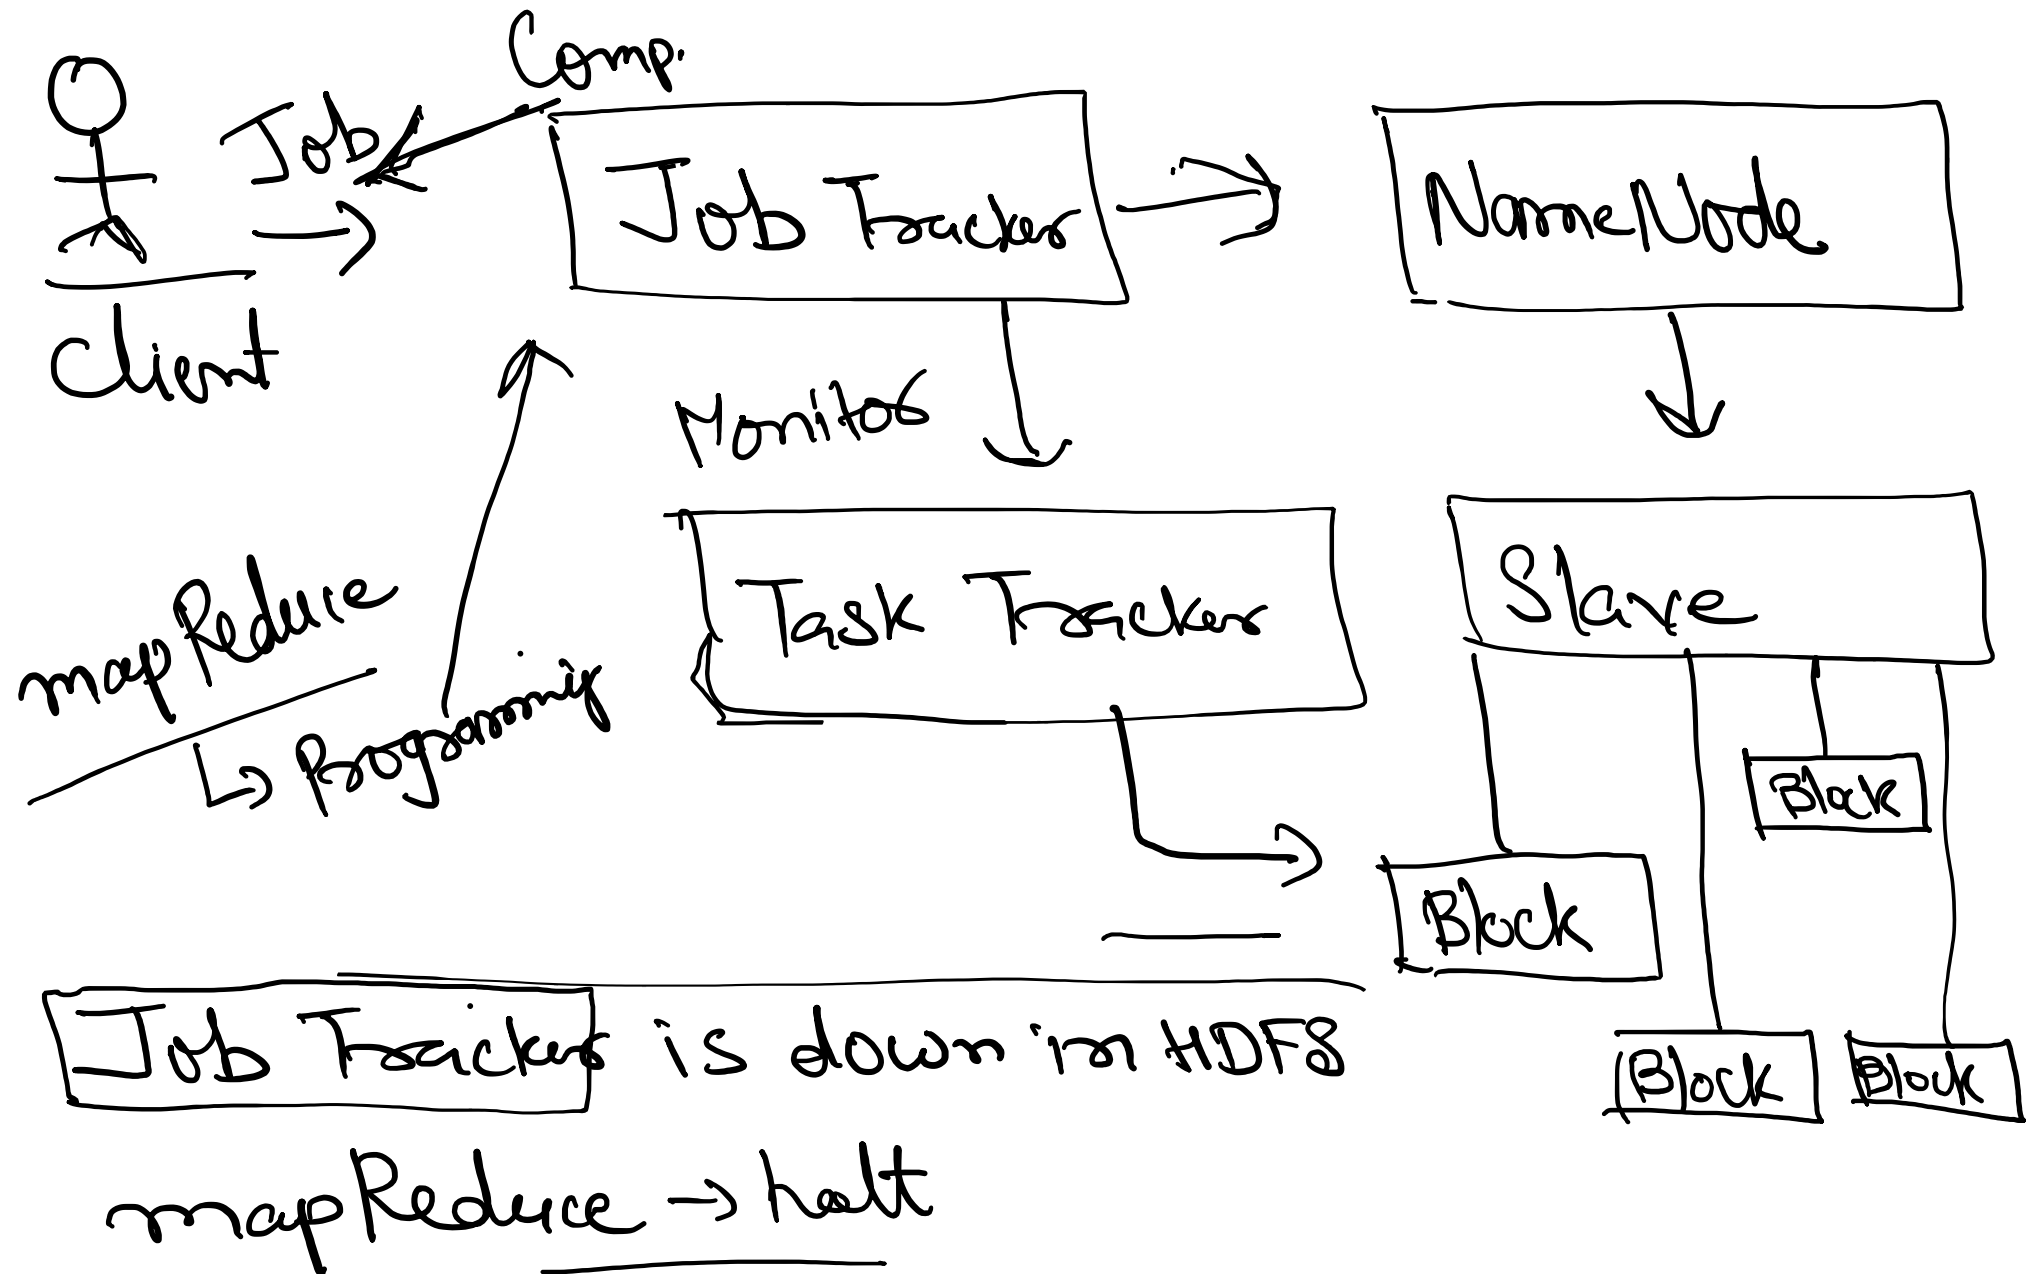 Comp.
Job
Job Tracker
NameNode
Client
Monitor
mapReduce
Programming
Task Tracker
Slave
Block
Block
Block
Block
Job Tracker is down in HDFS
mapReduce → halt